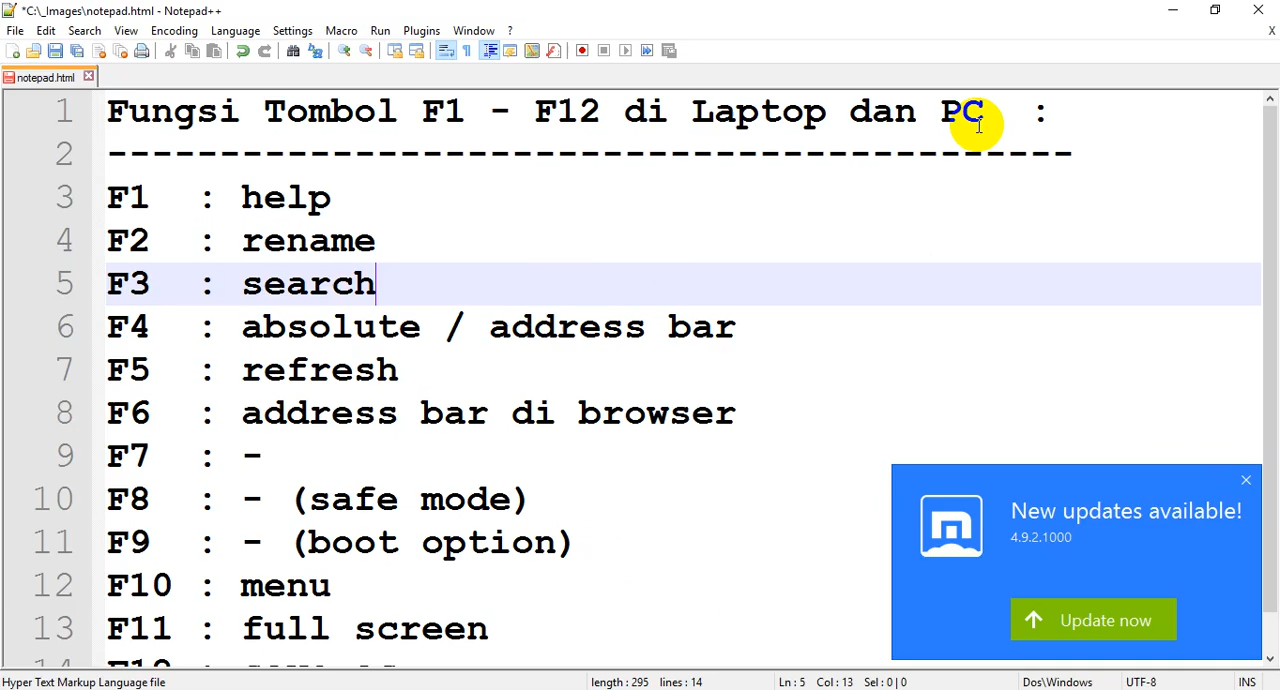 *C:\_Images\notepad.html - Notepad++
File Edit Search View Encoding Language Settings Macro Run Plugins Window ? X
notepad.html
1 Fungsi Tombol F1 - F12 di Laptop dan PC :
2 -------------------------------------------
3 F1 : help
4 F2 : rename
5 F3 : search
6 F4 : absolute / address bar
7 F5 : refresh
8 F6 : address bar di browser
9 F7 : -
10 F8 : - (safe mode)
11 F9 : - (boot option)
12 F10 : menu
13 F11 : full screen
14 F12 : save as
New updates available!
4.9.2.1000
Update now
Hyper Text Markup Language file length : 295 lines : 14 Ln : 5 Col : 13 Sel : 0 | 0 Dos\Windows UTF-8 INS